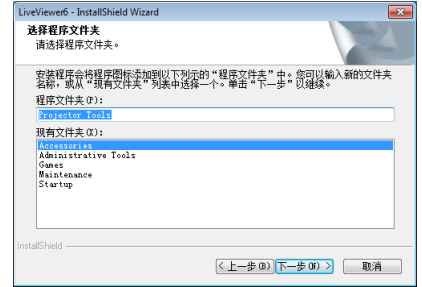 LiveViewer6 - InstallShield Wizard
选择程序文件夹
请选择程序文件夹。
安装程序会将程序图标添加到以下列示的“程序文件夹”中。您可以输入新的文件夹
名称，或从“现有文件夹”列表中选择一个。单击“下一步”以继续。
程序文件夹(P)：
Projector Tools
现有文件夹(X)：
Accessories
Administrative Tools
Games
Maintenance
Startup
InstallShield
< 上一步(B)
下一步(N) >
取消